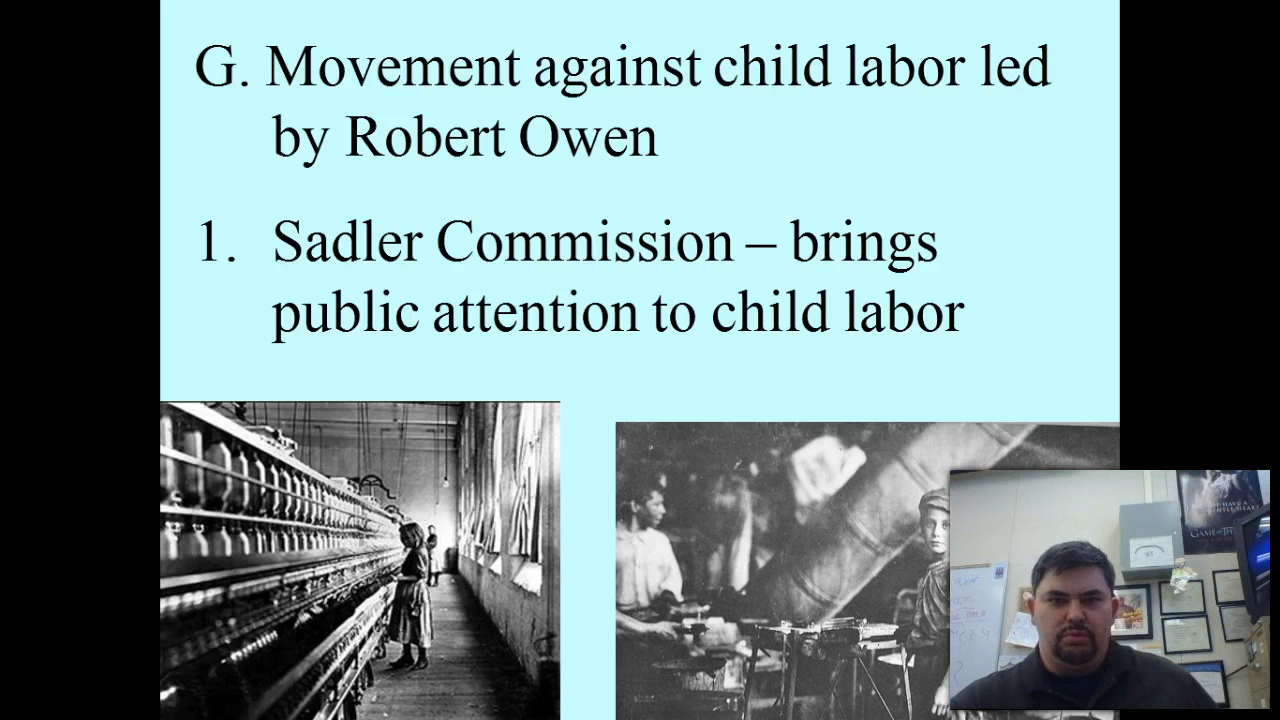 G. Movement against child labor led
by Robert Owen
1. Sadler Commission – brings
public attention to child labor